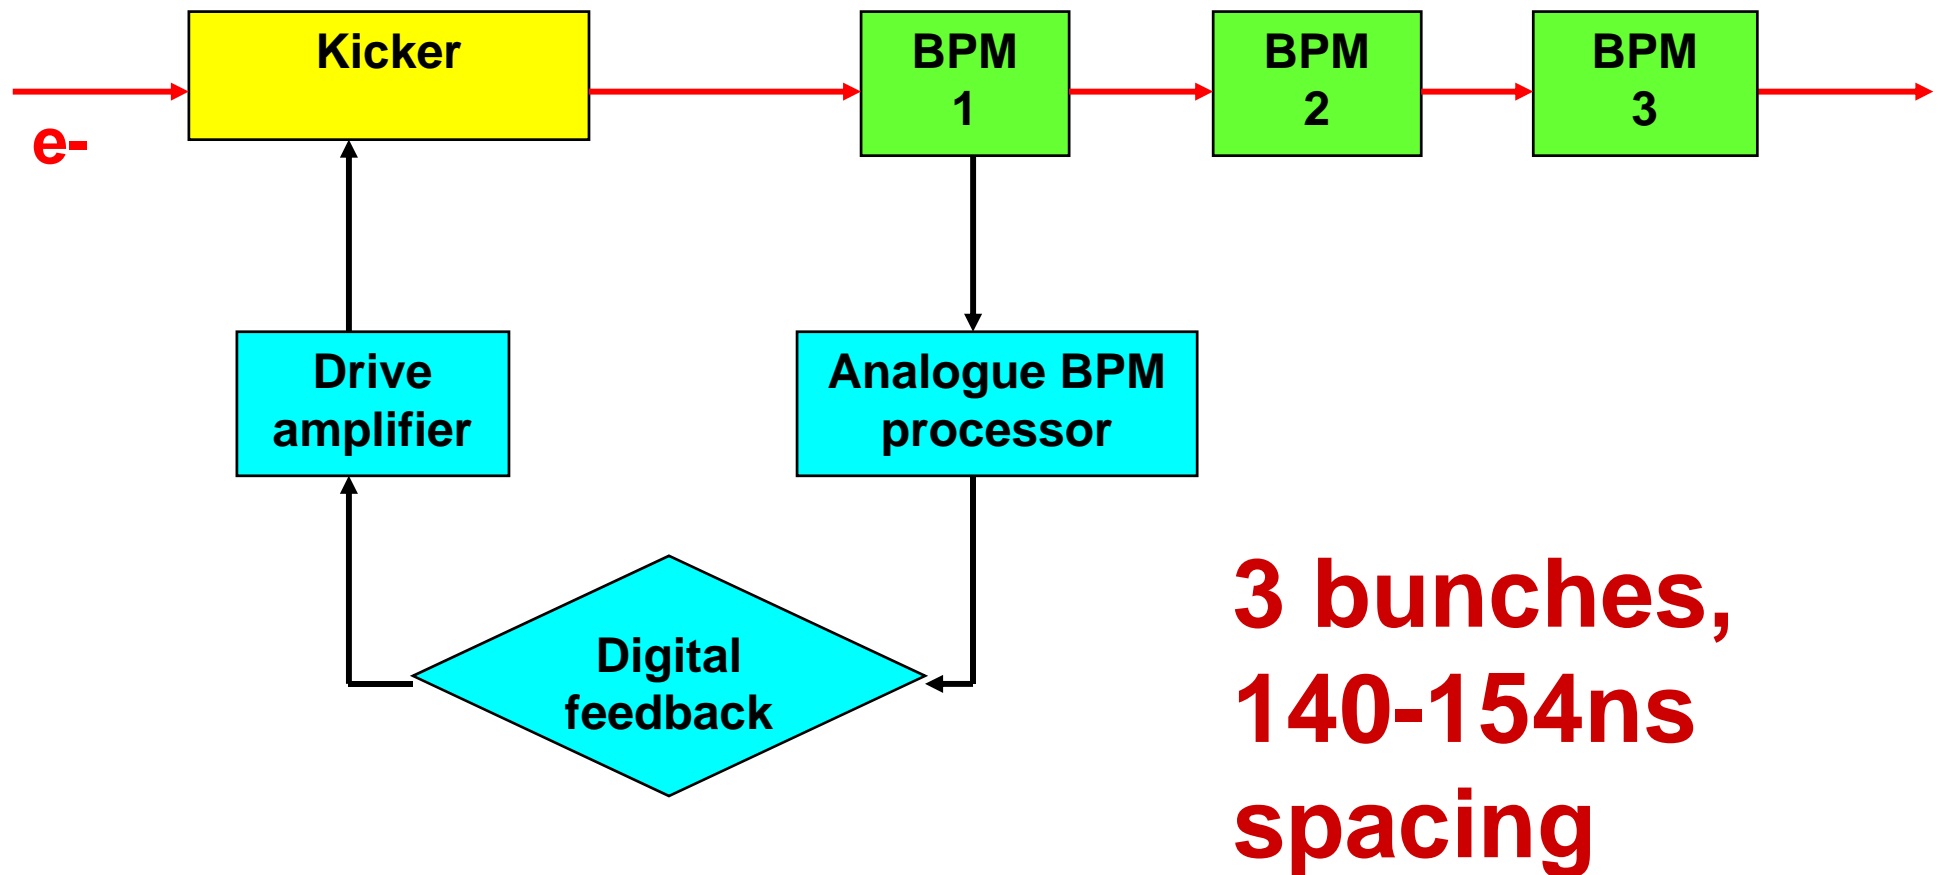 Kicker
BPM
1
BPM
2
BPM
3
e-
Drive
amplifier
Analogue BPM
processor
Digital
feedback
3 bunches,
140-154ns
spacing